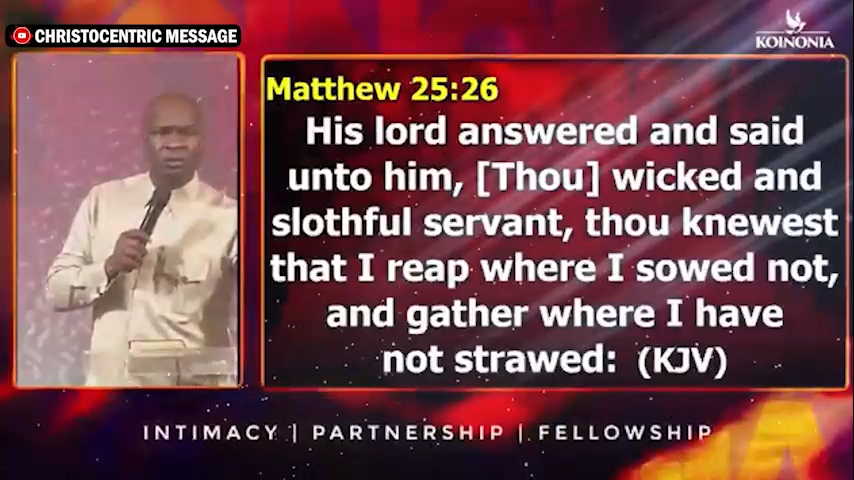 CHRISTOCENTRIC MESSAGE
KOINONIA
Matthew 25:26
His lord answered and said
unto him, [Thou] wicked and
slothful servant, thou knewest
that I reap where I sowed not,
and gather where I have
not strawed: (KJV)
INTIMACY | PARTNERSHIP | FELLOWSHIP